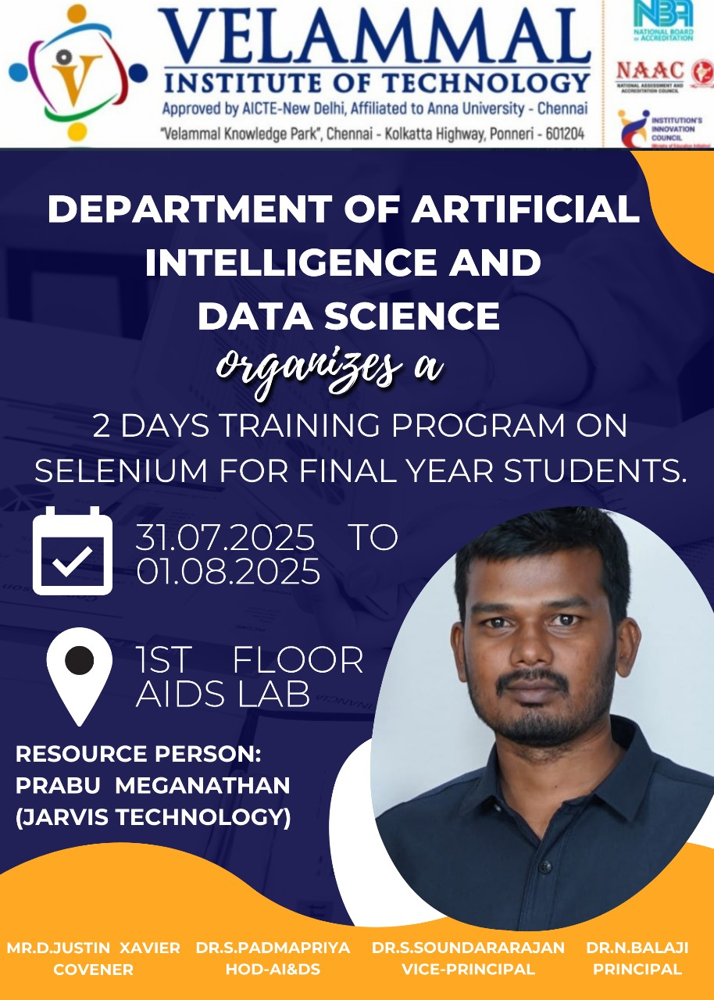 VELAMMAL
INSTITUTE OF TECHNOLOGY
Approved by AICTE-New Delhi, Affiliated to Anna University - Chennai
"Velammal Knowledge Park", Chennai - Kolkatta Highway, Ponneri - 601204
V
NBA
NATIONAL BOARD
OF ACCREDITATION
NAAC
NATIONAL ASSESSMENT AND
ACCREDITATION COUNCIL
INSTITUTION'S
INNOVATION
COUNCIL
(Ministry of Education Initiative)
DEPARTMENT OF ARTIFICIAL
INTELLIGENCE AND
DATA SCIENCE
organizes a
2 DAYS TRAINING PROGRAM ON
SELENIUM FOR FINAL YEAR STUDENTS.
31.07.2025 TO
01.08.2025
1ST FLOOR
AIDS LAB
RESOURCE PERSON:
PRABU MEGANATHAN
(JARVIS TECHNOLOGY)
MR.D.JUSTIN XAVIER DR.S.PADMAPRIYA DR.S.SOUNDARARAJAN DR.N.BALAJI
COVENER HOD-AI&DS VICE-PRINCIPAL PRINCIPAL